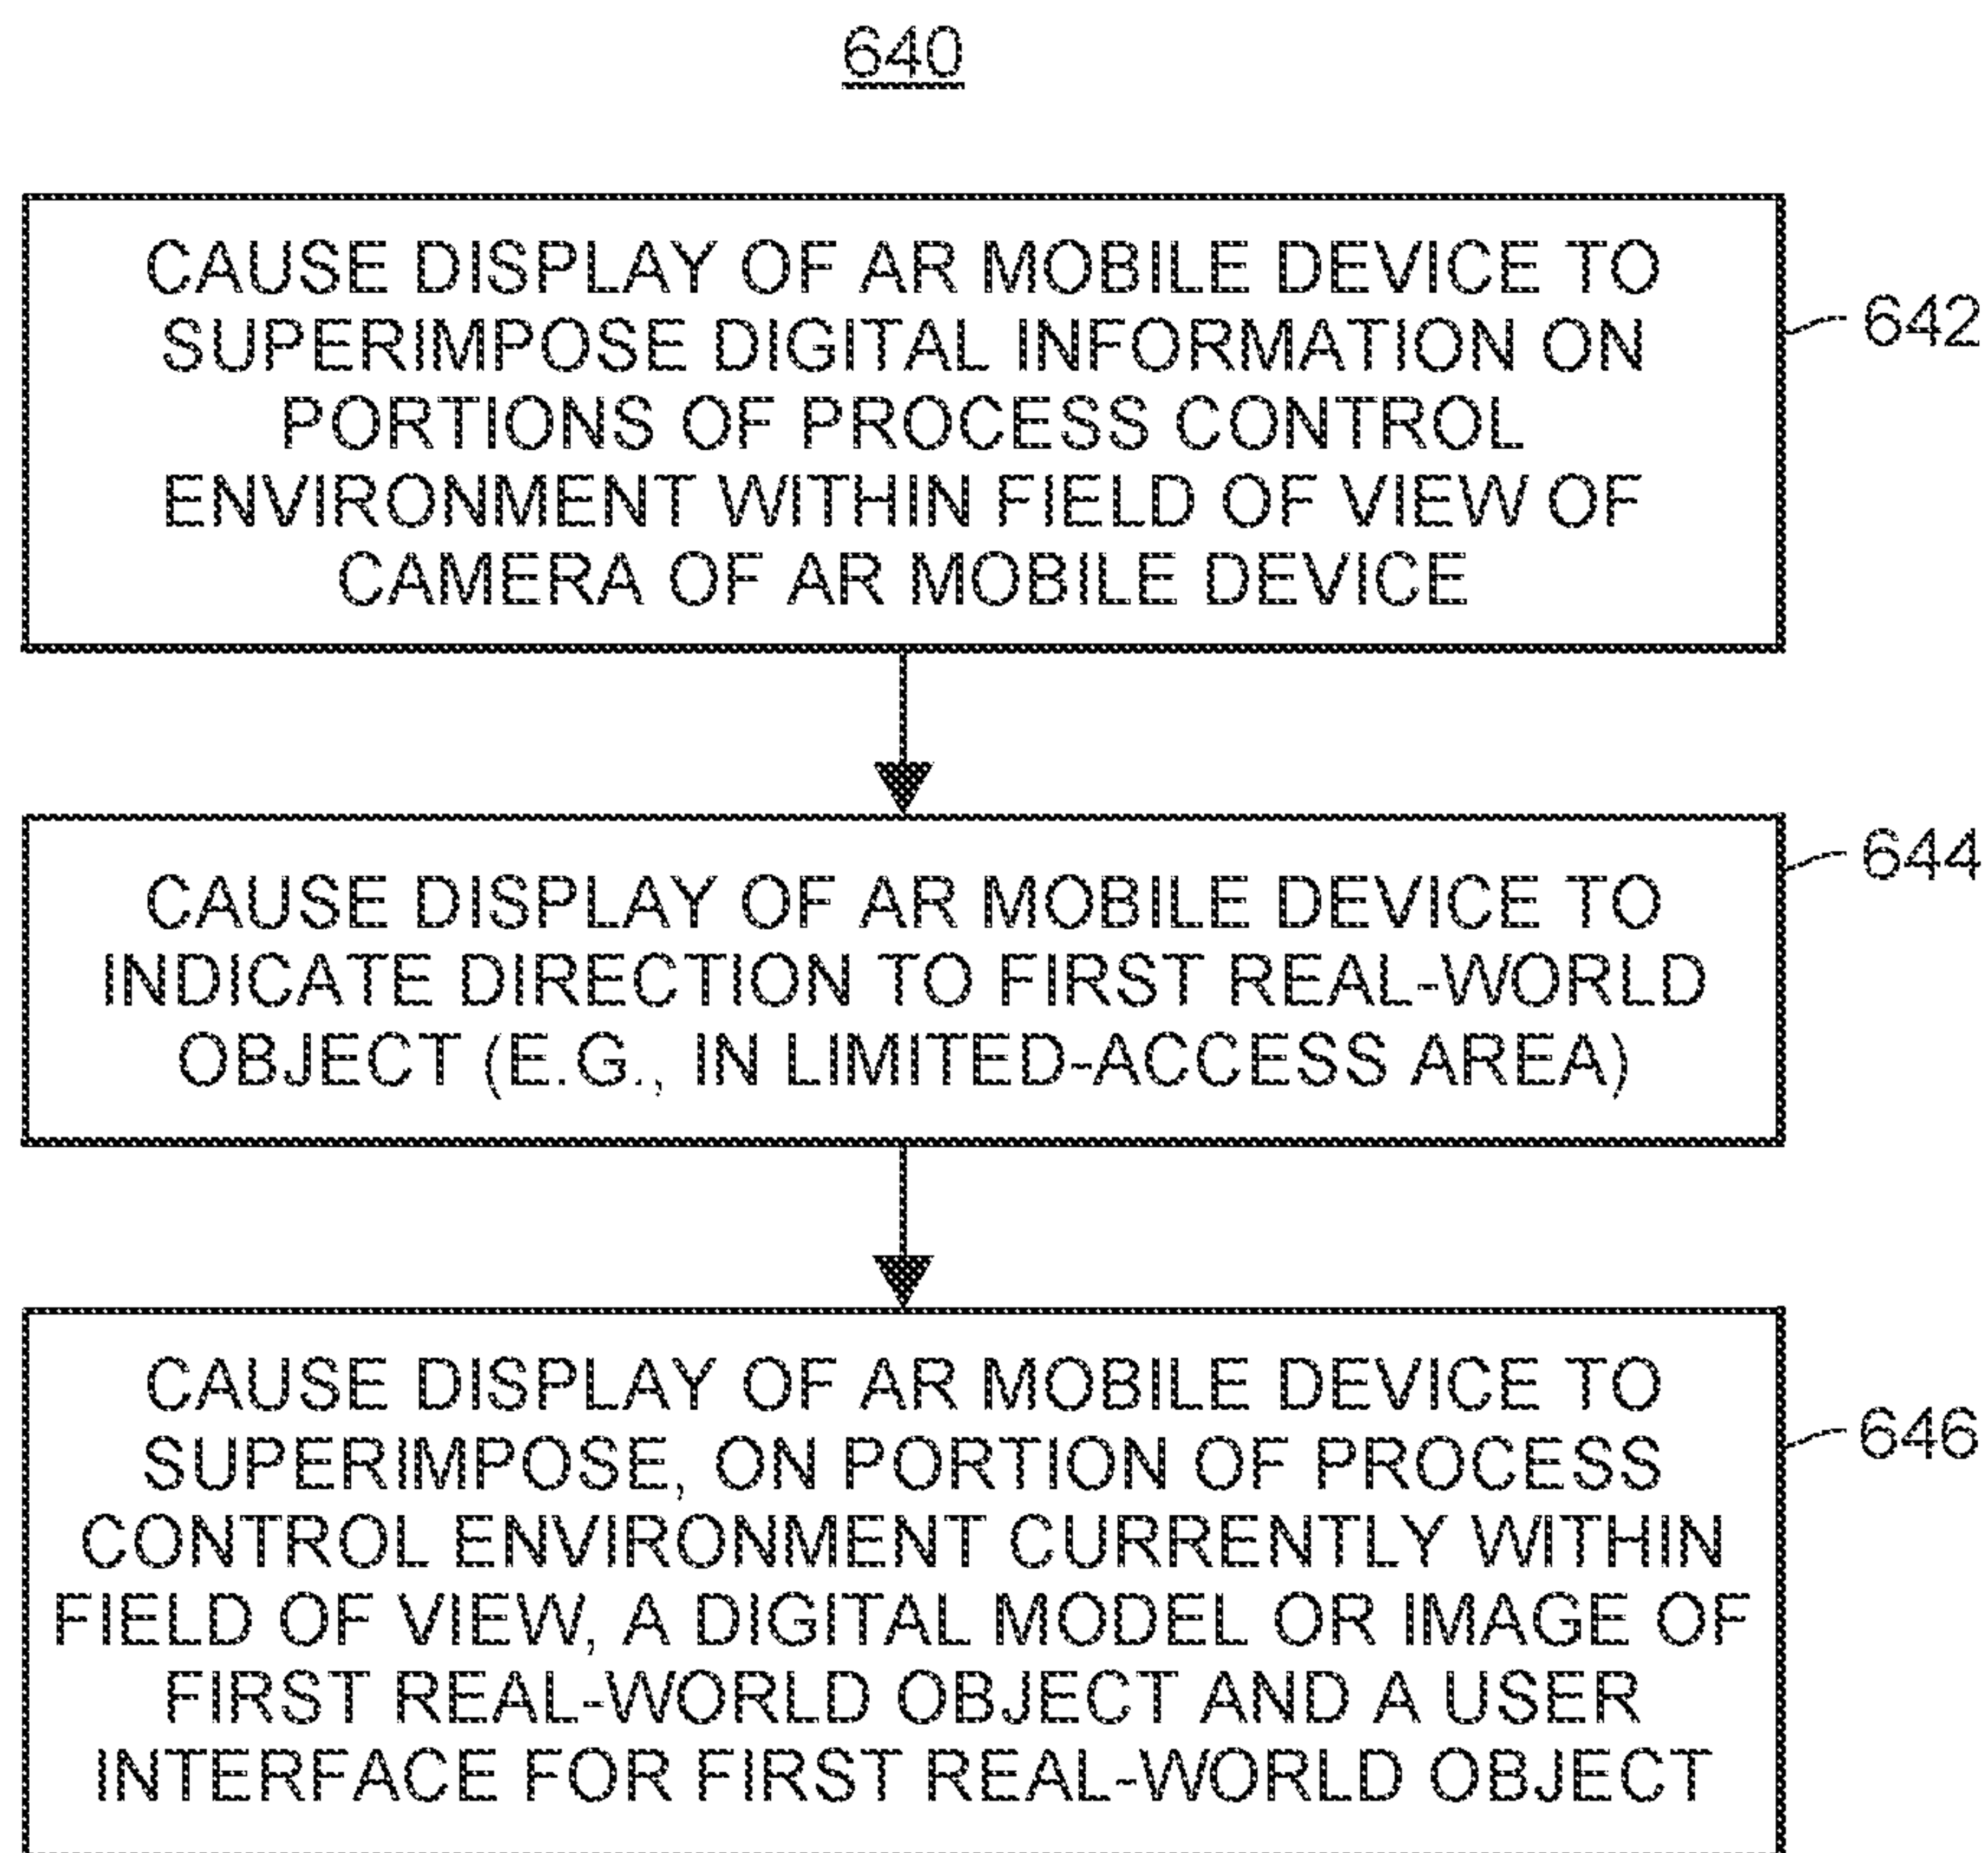 640
CAUSE DISPLAY OF AR MOBILE DEVICE TO
SUPERIMPOSE DIGITAL INFORMATION ON
PORTIONS OF PROCESS CONTROL
ENVIRONMENT WITHIN FIELD OF VIEW OF
CAMERA OF AR MOBILE DEVICE
642
CAUSE DISPLAY OF AR MOBILE DEVICE TO
INDICATE DIRECTION TO FIRST REAL-WORLD
OBJECT (E.G., IN LIMITED-ACCESS AREA)
644
CAUSE DISPLAY OF AR MOBILE DEVICE TO
SUPERIMPOSE, ON PORTION OF PROCESS
CONTROL ENVIRONMENT CURRENTLY WITHIN
FIELD OF VIEW, A DIGITAL MODEL OR IMAGE OF
FIRST REAL-WORLD OBJECT AND A USER
INTERFACE FOR FIRST REAL-WORLD OBJECT
646